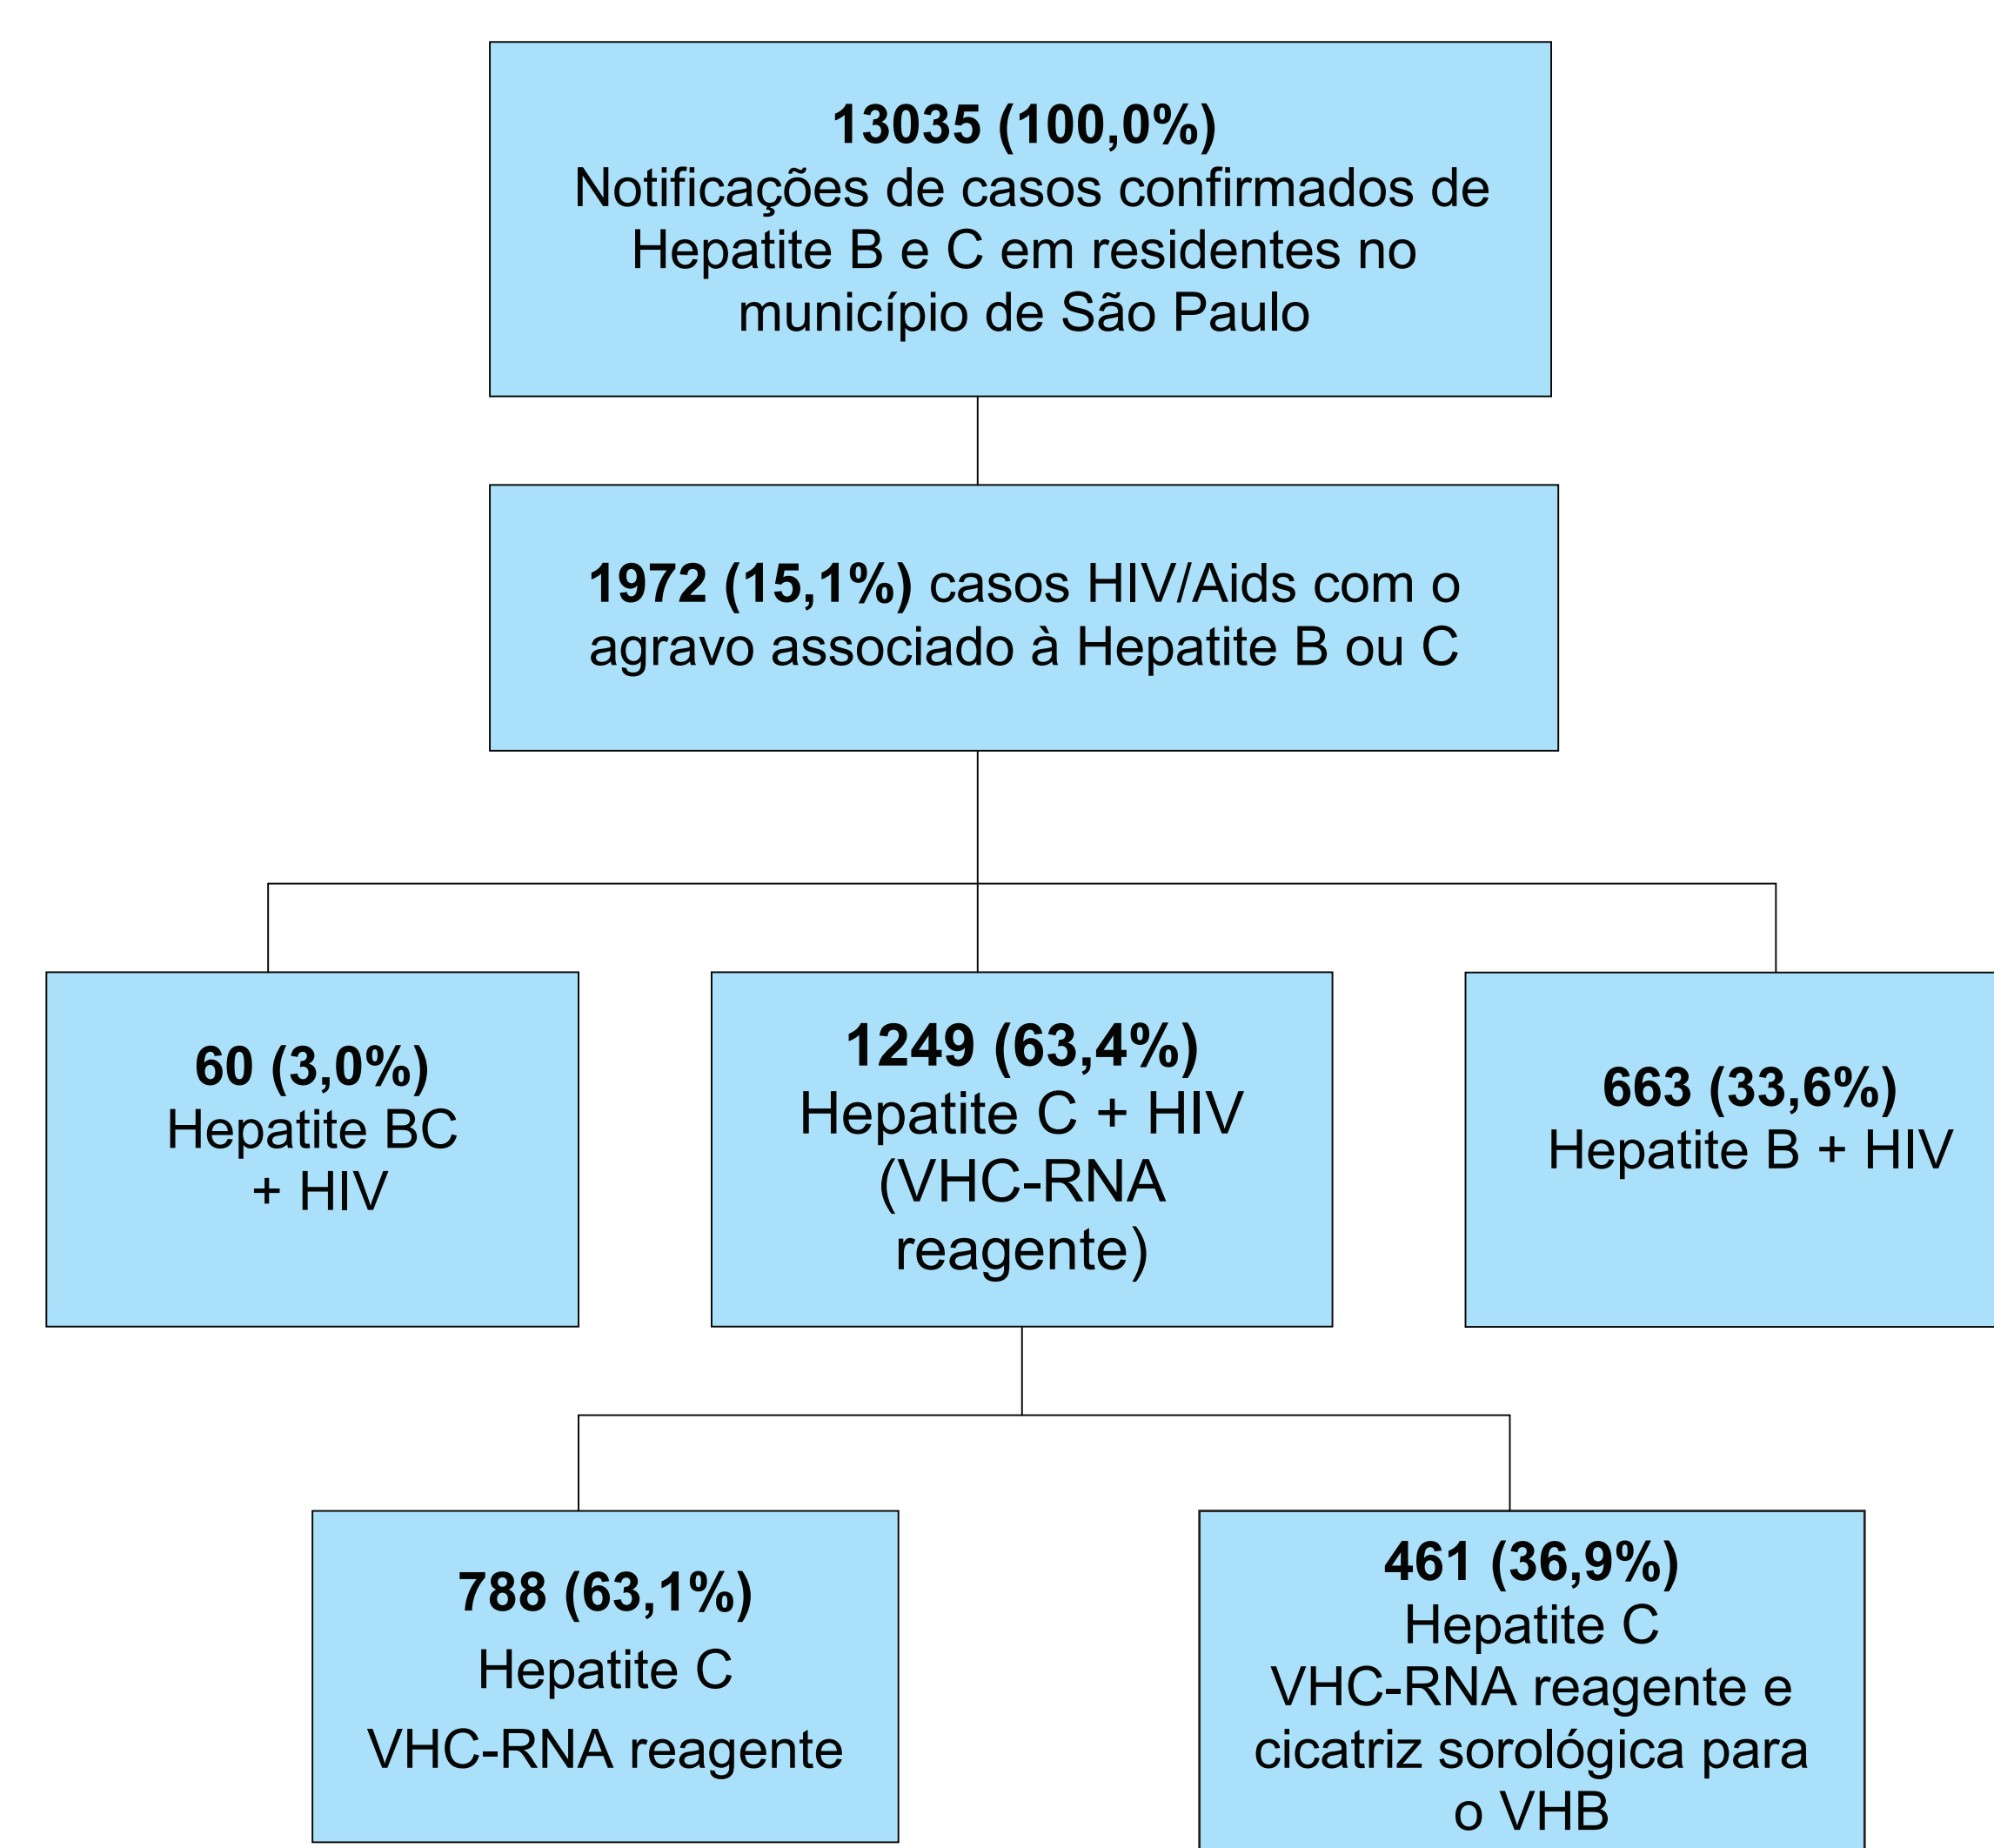 13035 (100,0%)
Notificações de casos confirmados de
Hepatite B e C em residentes no
município de São Paulo
1972 (15,1%) casos HIV/Aids com o
agravo associado à Hepatite B ou C
60 (3,0%)
Hepatite BC
+ HIV
1249 (63,4%)
Hepatite C + HIV
(VHC-RNA
reagente)
663 (33,6%)
Hepatite B + HIV
788 (63,1%)
Hepatite C
VHC-RNA reagente
461 (36,9%)
Hepatite C
VHC-RNA reagente e
cicatriz sorológica para
o VHB